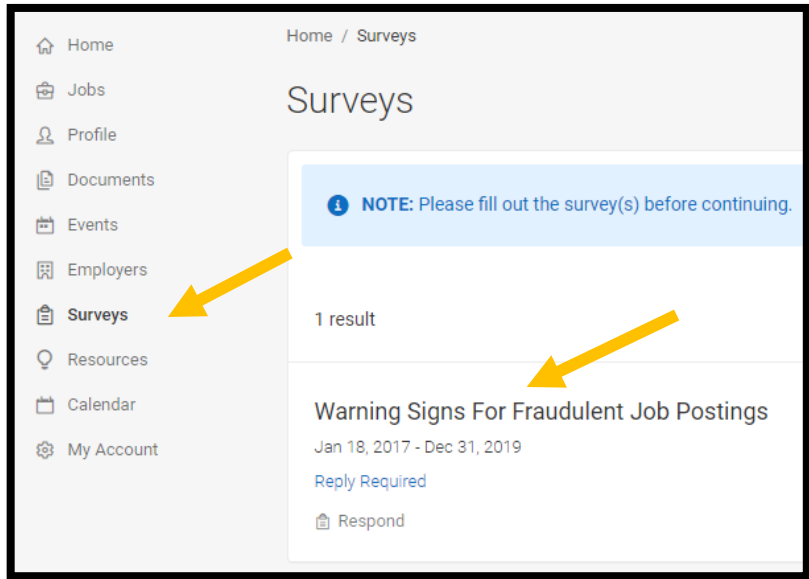 Home
Jobs
Profile
Documents
Events
Employers
Surveys
Resources
Calendar
My Account
Home / Surveys
Surveys
NOTE: Please fill out the survey(s) before continuing.
1 result
Warning Signs For Fraudulent Job Postings
Jan 18, 2017 - Dec 31, 2019
Reply Required
Respond